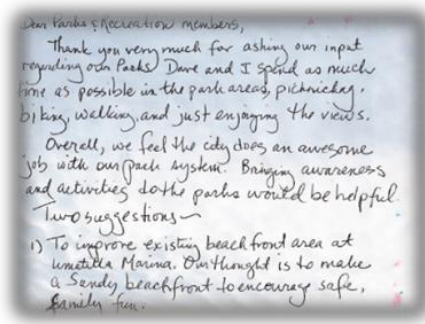 Dear Parks & Recreation members,
Thank you very much for asking our input
regarding our Parks. Dave and I spend as much
time as possible in the park areas, picnicking,
biking, walking, and just enjoying the views.
Overall, we feel the city does an awesome
job with our park system. Bringing awareness
and activities to the parks would be helpful.
Two suggestions~
1) To improve existing beachfront area at
Umatilla Marina. Our thought is to make
a Sandy beachfront to encourage safe,
family fun.